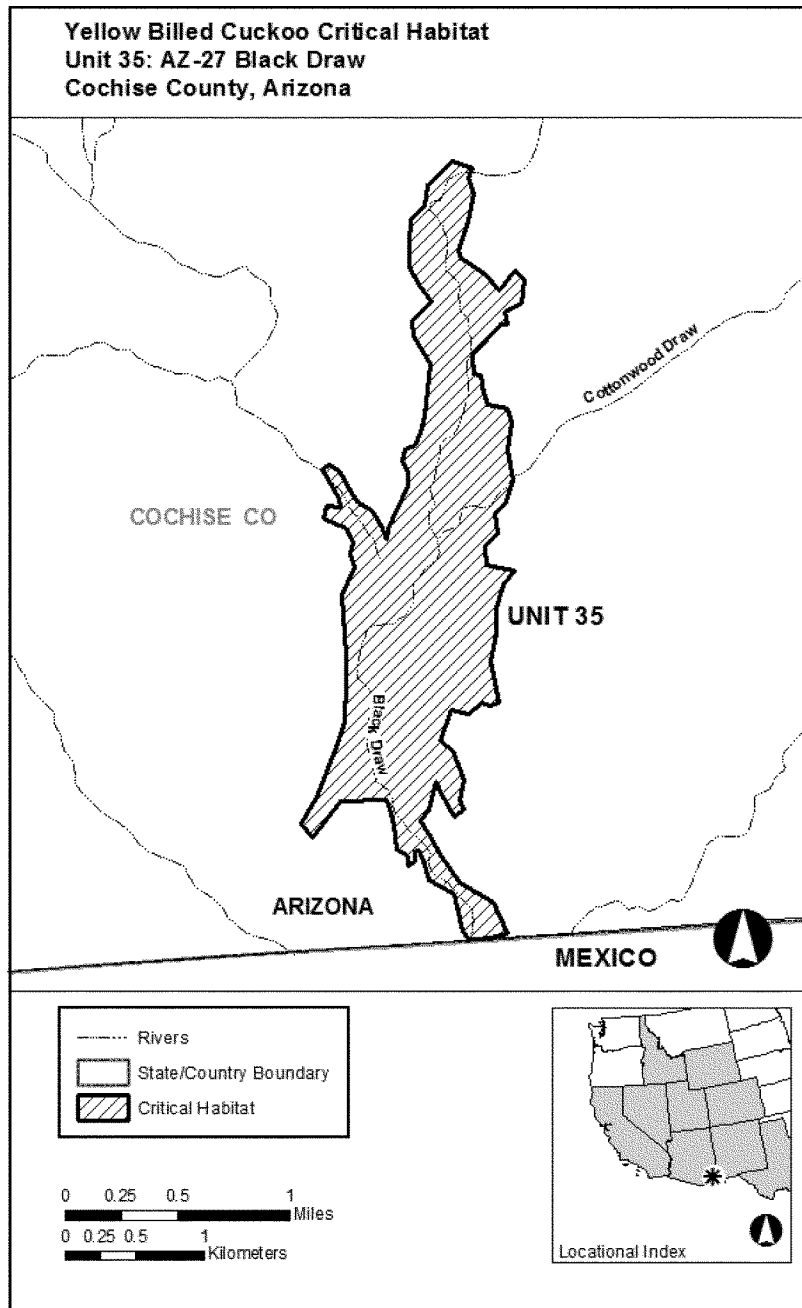 Yellow Billed Cuckoo Critical Habitat
Unit 35: AZ-27 Black Draw
Cochise County, Arizona
Cottonwood Draw
COCHISE CO
UNIT 35
Black Draw
ARIZONA
MEXICO
Rivers
State/Country Boundary
Critical Habitat
0 0.25 0.5 1
Miles
0 0.25 0.5 1
Kilometers
Locational Index